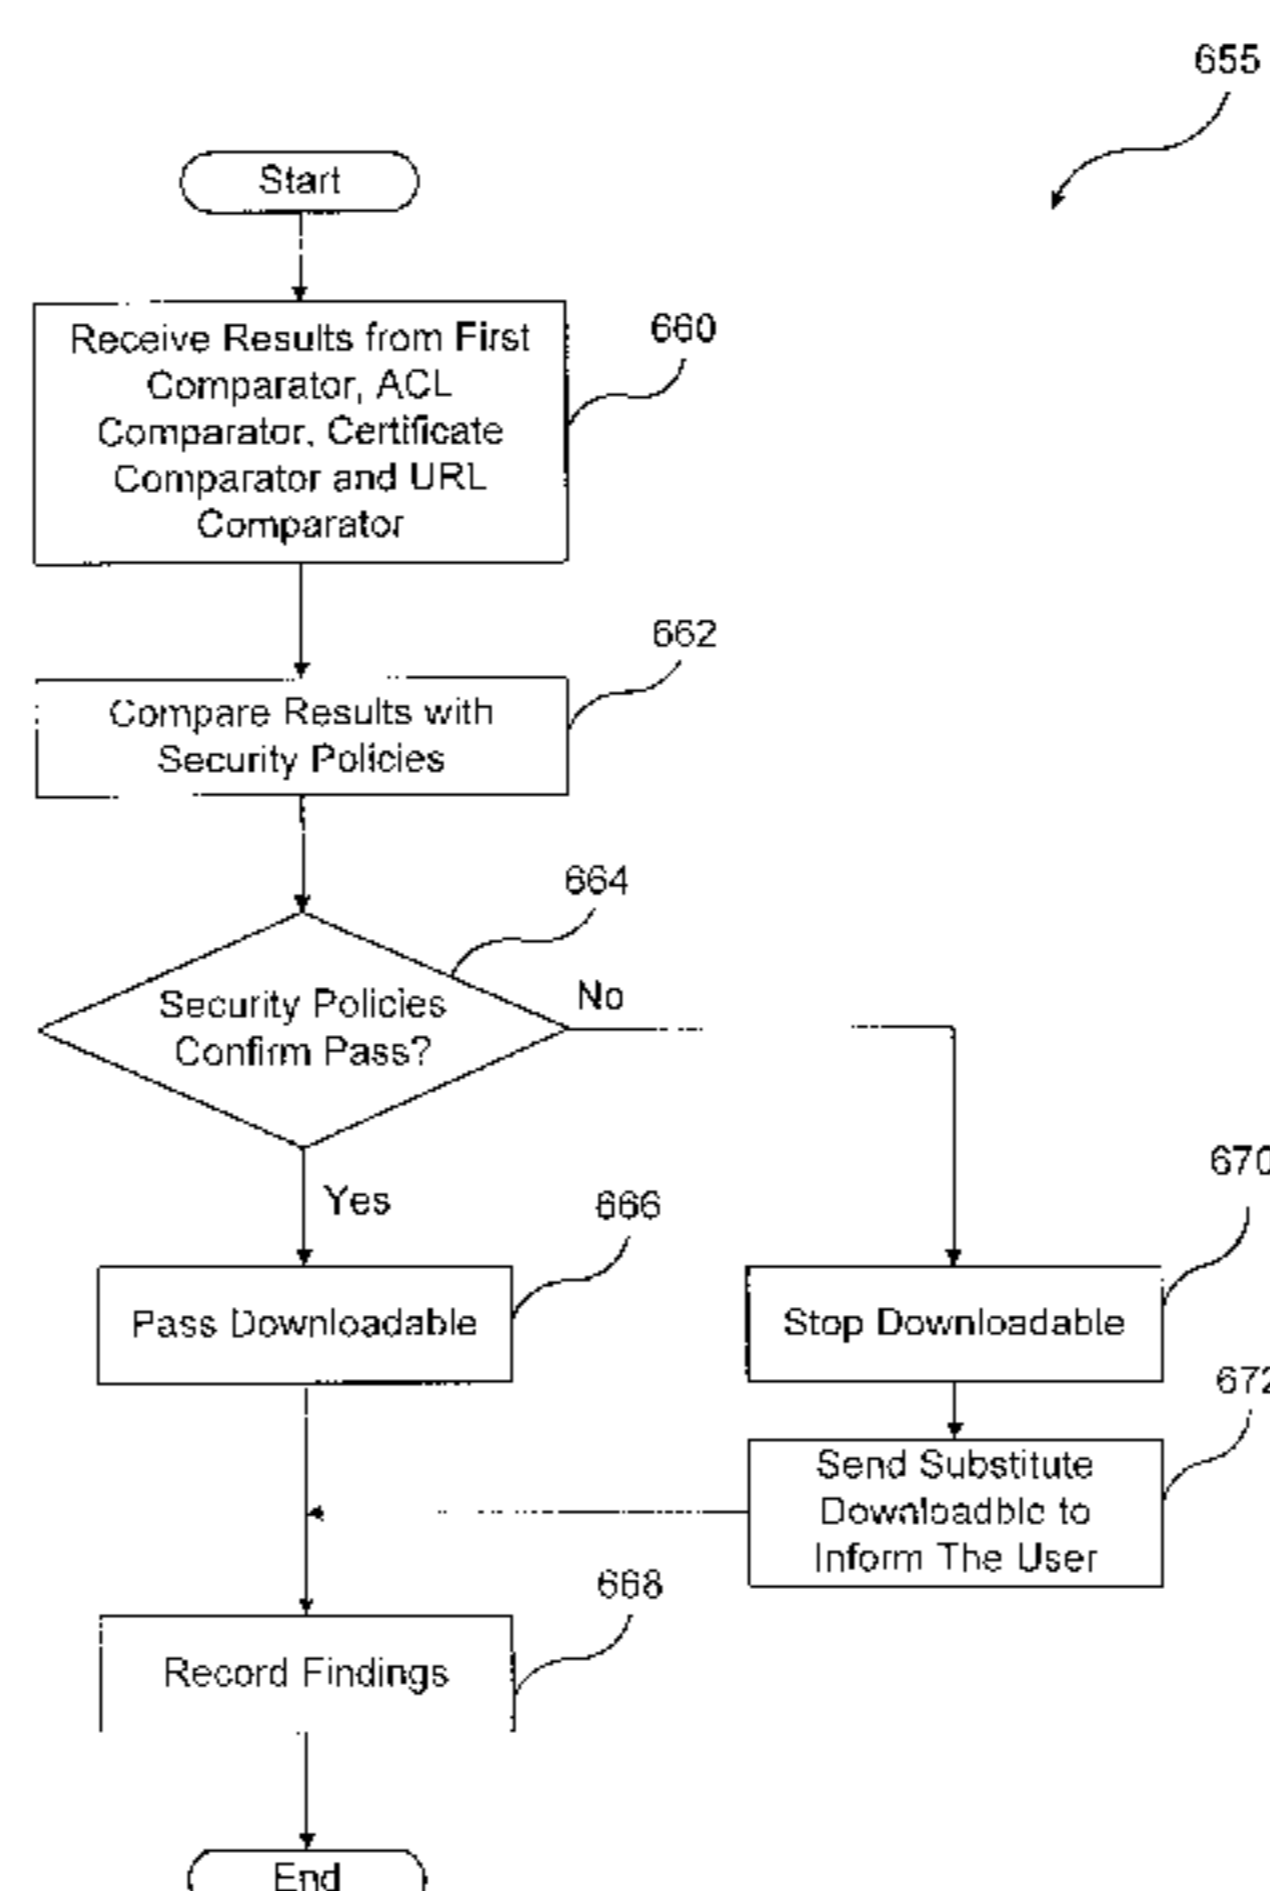 655
Start
Receive Results from First
Comparator, ACL
Comparator, Certificate
Comparator and URL
Comparator
660
662
Compare Results with
Security Policies
664
Security Policies
Confirm Pass?
No
Yes
666
670
Pass Downloadable
Stop Downloadable
672
Send Substitute
Downloadble to
Inform The User
668
Record Findings
End